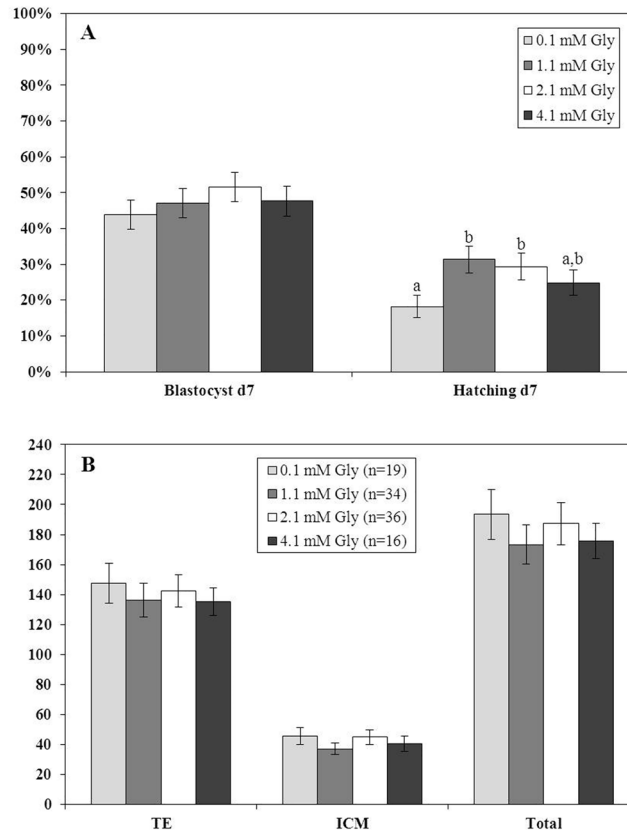 A
100%
90%
80%
70%
60%
50%
40%
30%
20%
10%
0%
0.1 mM Gly
1.1 mM Gly
2.1 mM Gly
4.1 mM Gly
a
b
b
a,b
Blastocyst d7
Hatching d7
B
240
220
200
180
160
140
120
100
80
60
40
20
0
0.1 mM Gly (n=19)
1.1 mM Gly (n=34)
2.1 mM Gly (n=36)
4.1 mM Gly (n=16)
TE
ICM
Total